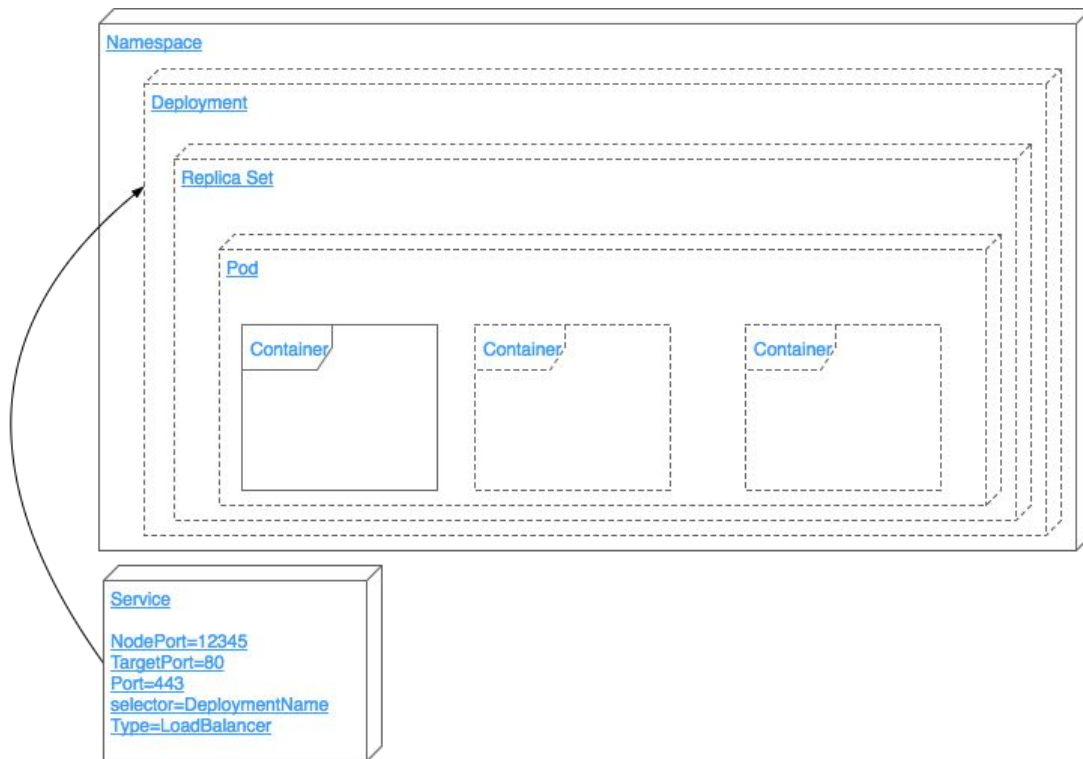 Namespace
Deployment
Replica Set
Pod
Container
Container
Container
Service
NodePort=12345
TargetPort=80
Port=443
selector=DeploymentName
Type=LoadBalancer